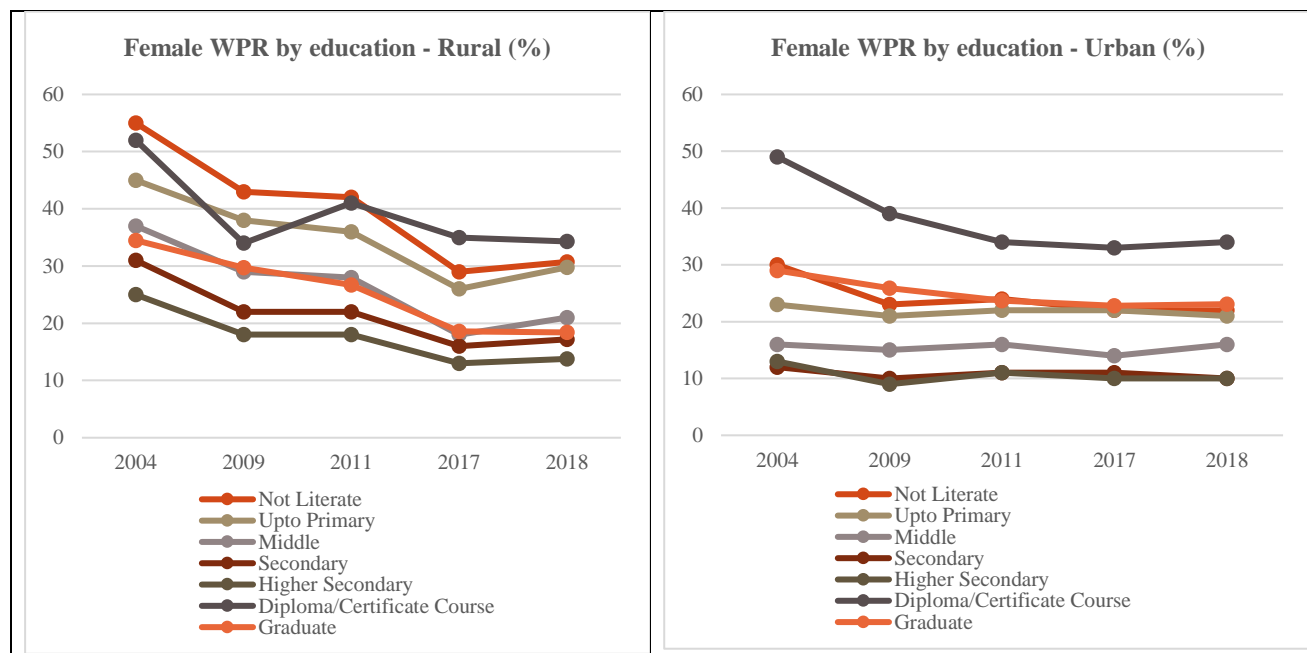 Female WPR by education - Rural (%)
60
50
40
30
20
10
0
2004 2009 2011 2017 2018
Not Literate
Upto Primary
Middle
Secondary
Higher Secondary
Diploma/Certificate Course
Graduate
Female WPR by education - Urban (%)
60
50
40
30
20
10
0
2004 2009 2011 2017 2018
Not Literate
Upto Primary
Middle
Secondary
Higher Secondary
Diploma/Certificate Course
Graduate